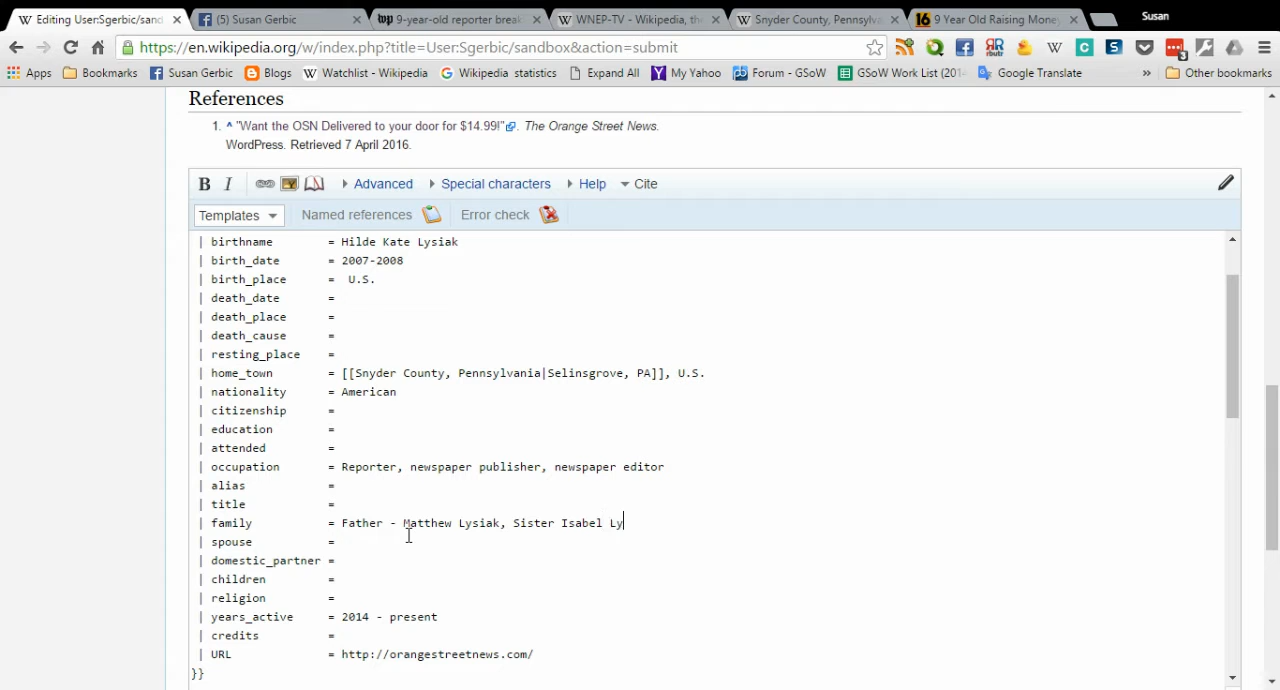 Editing User:Sgerbic/sand
(5) Susan Gerbic
wp 9-year-old reporter break
WNEP-TV - Wikipedia, the
Snyder County, Pennsylva
16 9 Year Old Raising Money
Susan
https://en.wikipedia.org/w/index.php?title=User:Sgerbic/sandbox&action=submit
Apps Bookmarks Susan Gerbic Blogs Watchlist - Wikipedia Wikipedia statistics Expand All My Yahoo Forum - GSoW GSoW Work List (201 Google Translate » Other bookmarks
References
1. ^ "Want the OSN Delivered to your door for $14.99!". The Orange Street News.
WordPress. Retrieved 7 April 2016.
B I Advanced Special characters Help Cite
Templates Named references Error check
| birthname = Hilde Kate Lysiak
| birth_date = 2007-2008
| birth_place = U.S.
| death_date =
| death_place =
| death_cause =
| resting_place =
| home_town = [[Snyder County, Pennsylvania|Selinsgrove, PA]], U.S.
| nationality = American
| citizenship =
| education =
| attended =
| occupation = Reporter, newspaper publisher, newspaper editor
| alias =
| title =
| family = Father - Matthew Lysiak, Sister Isabel Ly
| spouse =
| domestic_partner =
| children =
| religion =
| years_active = 2014 - present
| credits =
| URL = http://orangestreetnews.com/
}}